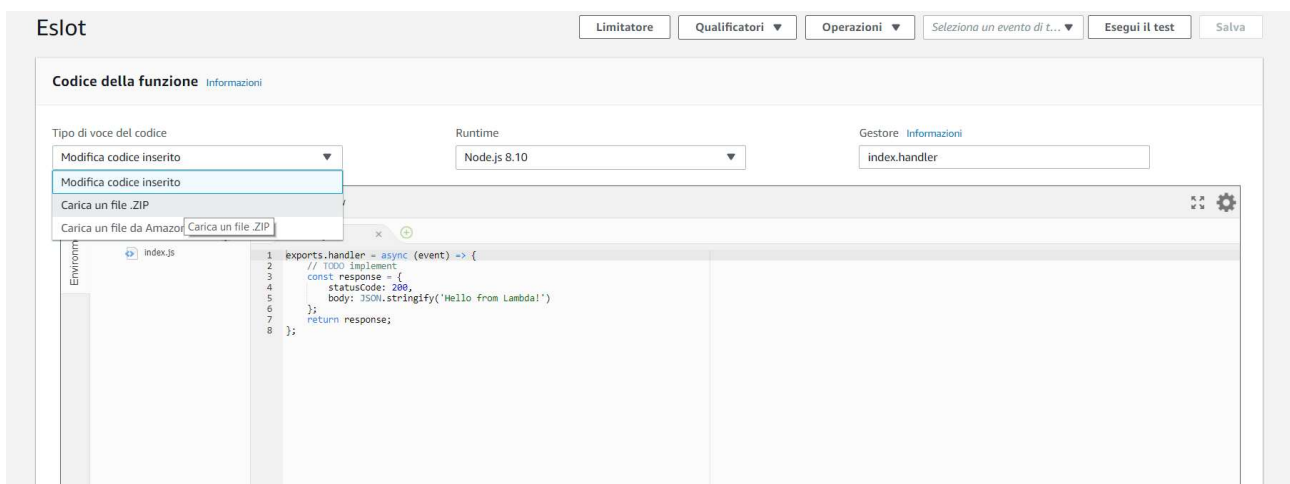 Eslot
Limitatore
Qualificatori
Operazioni
Seleziona un evento di t...
Esegui il test
Salva
Codice della funzione Informazioni
Tipo di voce del codice
Runtime
Gestore Informazioni
Modifica codice inserito
Node.js 8.10
index.handler
Modifica codice inserito
Carica un file .ZIP
Carica un file da Amazon
Carica un file .ZIP
Environm
index.js
1 exports.handler = async (event) => {
2 // TODO implement
3 const response = {
4 statusCode: 200,
5 body: JSON.stringify('Hello from Lambda!')
6 };
7 return response;
8 };